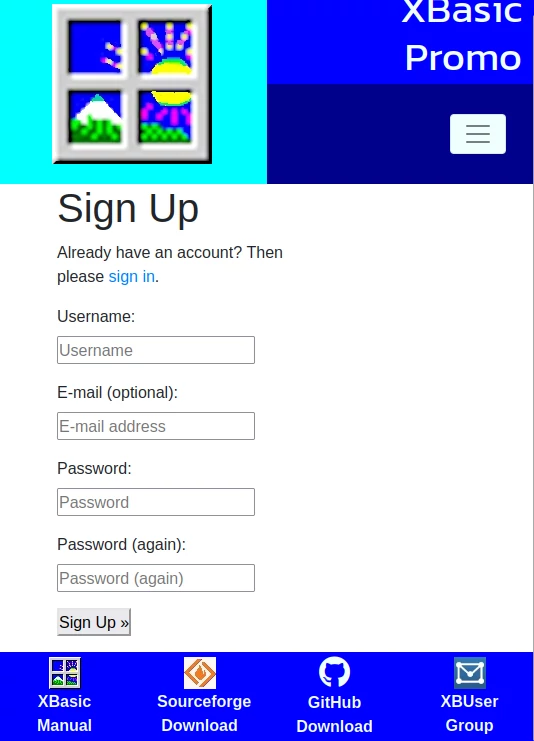 XBasic
Promo
Sign Up
Already have an account? Then
please sign in.
Username:
Username
E-mail (optional):
E-mail address
Password:
Password
Password (again):
Password (again)
Sign Up »
XBasic
Manual
Sourceforge
Download
GitHub
Download
XBUser
Group